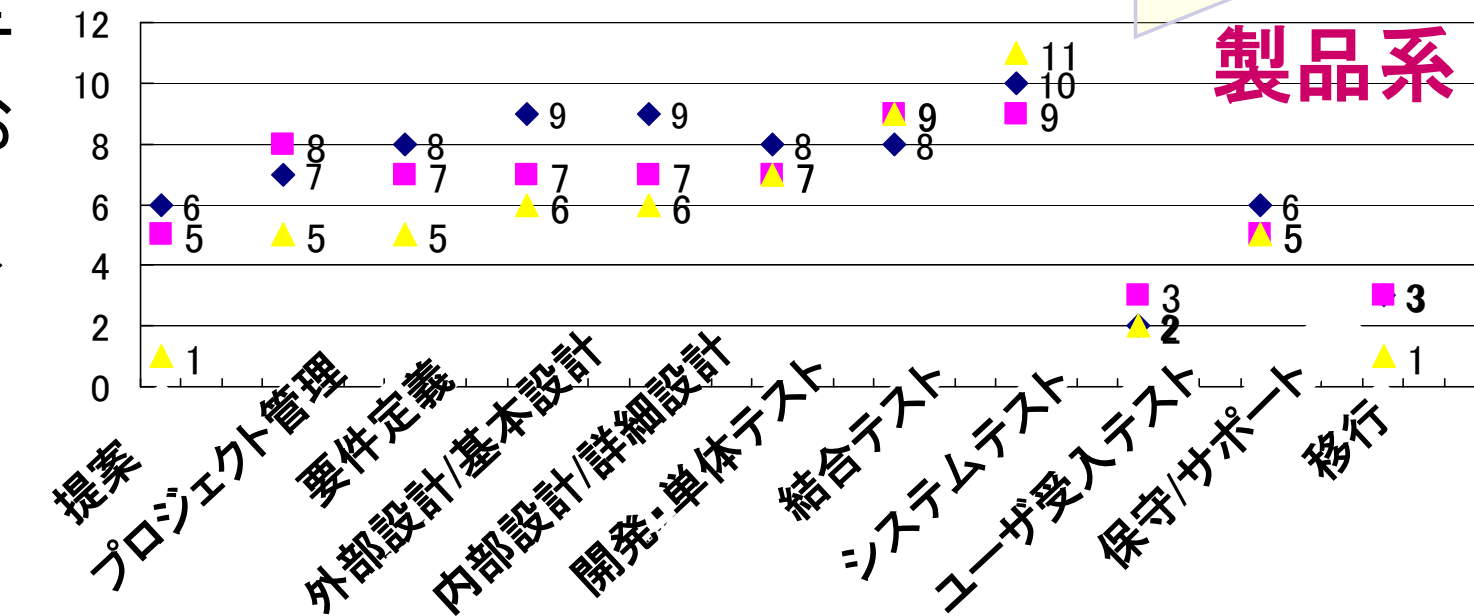 製品系
12
10
8
6
4
2
0
6
5
1
8
7
5
8
7
5
9
7
6
9
7
6
8
7
9
8
11
10
9
3
2
6
5
3
1
提案
プロジェクト管理
要件定義
外部設計/基本設計
内部設計/詳細設計
開発・単体テスト
結合テスト
システムテスト
ユーザ受入テスト
保守/サポート
移行